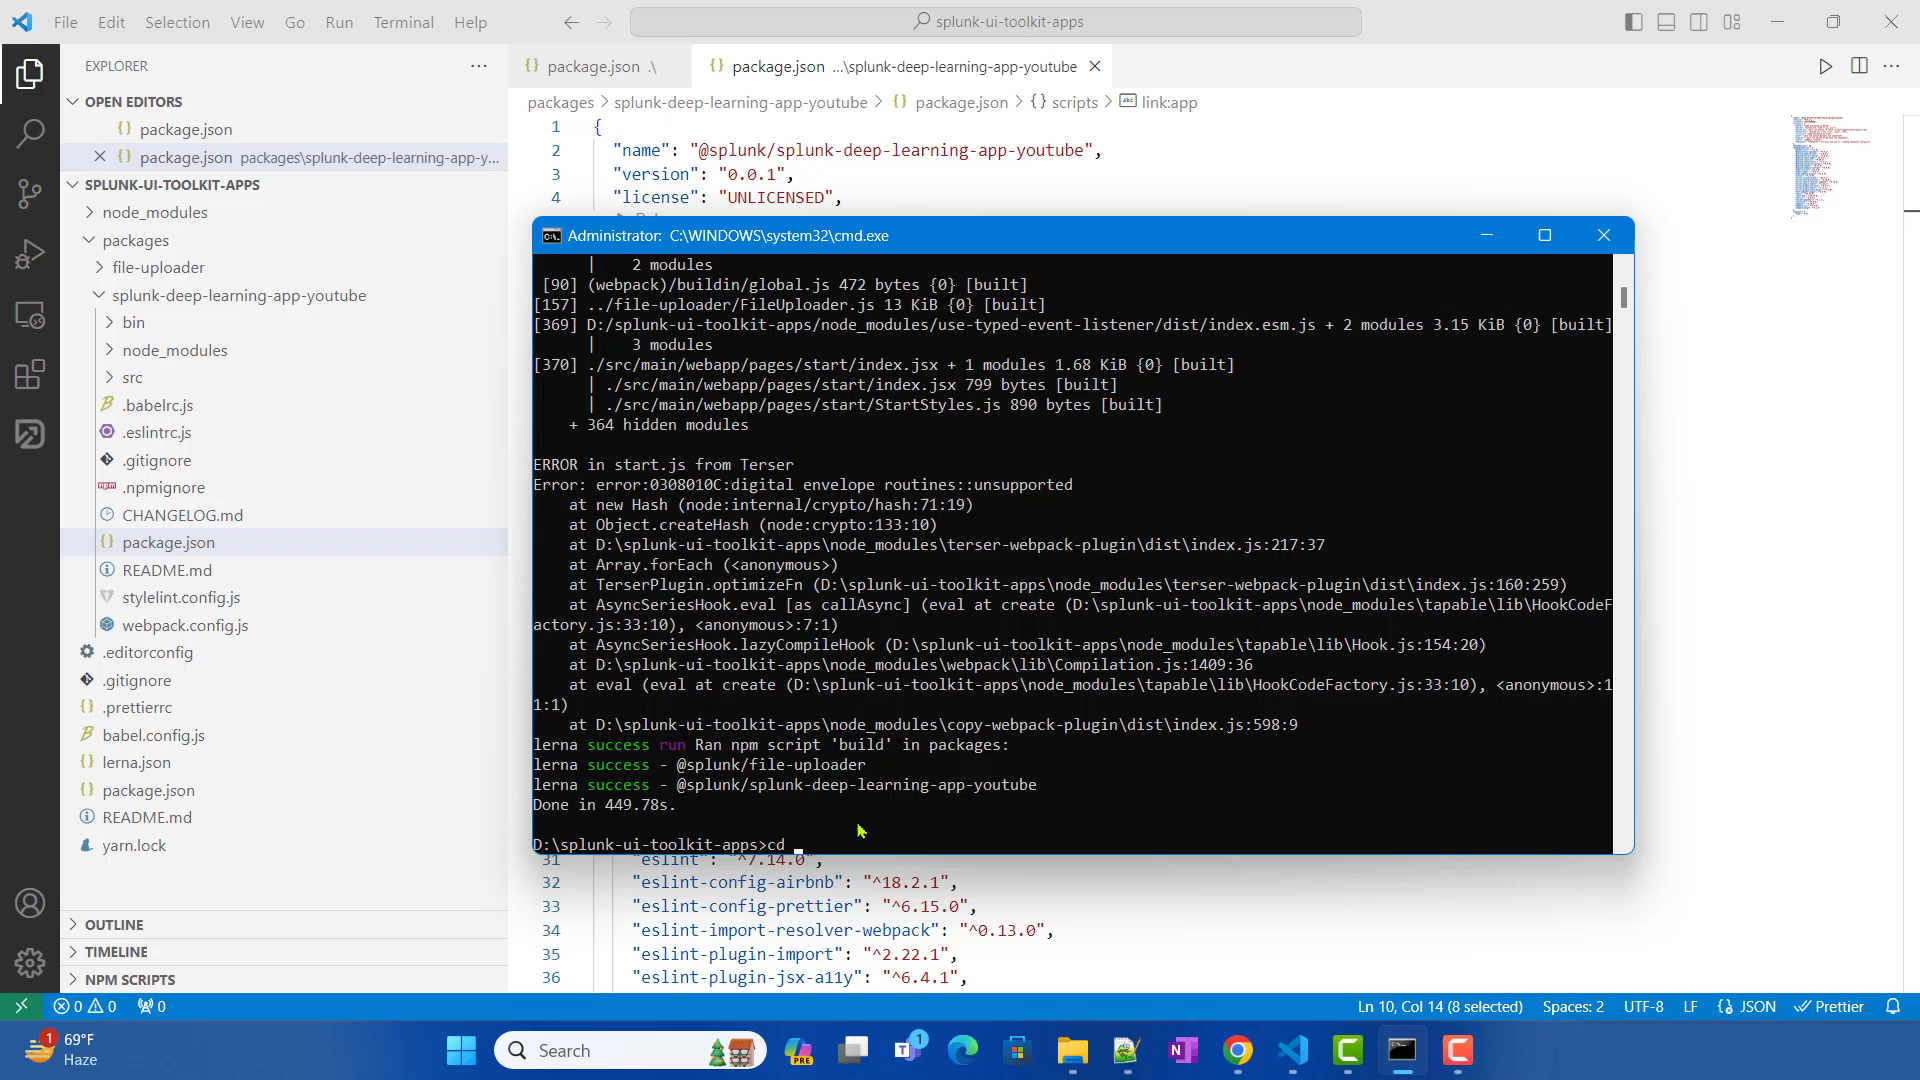 File Edit Selection View Go Run Terminal Help
splunk-ui-toolkit-apps
EXPLORER
OPEN EDITORS
package.json
package.json packages\splunk-deep-learning-app-y...
SPLUNK-UI-TOOLKIT-APPS
node_modules
packages
file-uploader
splunk-deep-learning-app-youtube
bin
node_modules
src
.babelrc.js
.eslintrc.js
.gitignore
.npmignore
CHANGELOG.md
package.json
README.md
stylelint.config.js
webpack.config.js
.editorconfig
.gitignore
.prettierrc
babel.config.js
lerna.json
package.json
README.md
yarn.lock
OUTLINE
TIMELINE
NPM SCRIPTS
package.json .\
package.json ...\splunk-deep-learning-app-youtube
packages > splunk-deep-learning-app-youtube > {} package.json > {} scripts > abc link:app
1 {
2 "name": "@splunk/splunk-deep-learning-app-youtube",
3 "version": "0.0.1",
4 "license": "UNLICENSED",
Administrator: C:\WINDOWS\system32\cmd.exe
| 2 modules
[90] (webpack)/buildin/global.js 472 bytes {0} [built]
[157] ../file-uploader/FileUploader.js 13 KiB {0} [built]
[369] D:/splunk-ui-toolkit-apps/node_modules/use-typed-event-listener/dist/index.esm.js + 2 modules 3.15 KiB {0} [built]
| 3 modules
[370] ./src/main/webapp/pages/start/index.jsx + 1 modules 1.68 KiB {0} [built]
| ./src/main/webapp/pages/start/index.jsx 799 bytes [built]
| ./src/main/webapp/pages/start/StartStyles.js 890 bytes [built]
+ 364 hidden modules
ERROR in start.js from Terser
Error: error:0308010C:digital envelope routines::unsupported
at new Hash (node:internal/crypto/hash:71:19)
at Object.createHash (node:crypto:133:10)
at D:\splunk-ui-toolkit-apps\node_modules\terser-webpack-plugin\dist\index.js:217:37
at Array.forEach (<anonymous>)
at TerserPlugin.optimizeFn (D:\splunk-ui-toolkit-apps\node_modules\terser-webpack-plugin\dist\index.js:160:259)
at AsyncSeriesHook.eval [as callAsync] (eval at create (D:\splunk-ui-toolkit-apps\node_modules\tapable\lib\HookCodeF
actory.js:33:10), <anonymous>:7:1)
at AsyncSeriesHook.lazyCompileHook (D:\splunk-ui-toolkit-apps\node_modules\tapable\lib\Hook.js:154:20)
at D:\splunk-ui-toolkit-apps\node_modules\webpack\lib\Compilation.js:1409:36
at eval (eval at create (D:\splunk-ui-toolkit-apps\node_modules\tapable\lib\HookCodeFactory.js:33:10), <anonymous>:1
1:1)
at D:\splunk-ui-toolkit-apps\node_modules\copy-webpack-plugin\dist\index.js:598:9
lerna success run Ran npm script 'build' in packages:
lerna success - @splunk/file-uploader
lerna success - @splunk/splunk-deep-learning-app-youtube
Done in 449.78s.
D:\splunk-ui-toolkit-apps>cd _
31 "eslint": "^7.14.0",
32 "eslint-config-airbnb": "^18.2.1",
33 "eslint-config-prettier": "^6.15.0",
34 "eslint-import-resolver-webpack": "^0.13.0",
35 "eslint-plugin-import": "^2.22.1",
36 "eslint-plugin-jsx-a11y": "^6.4.1",
0 0 0
Ln 10, Col 14 (8 selected) Spaces: 2 UTF-8 LF {} JSON Prettier
1 69°F
Haze
Search
PRE
1